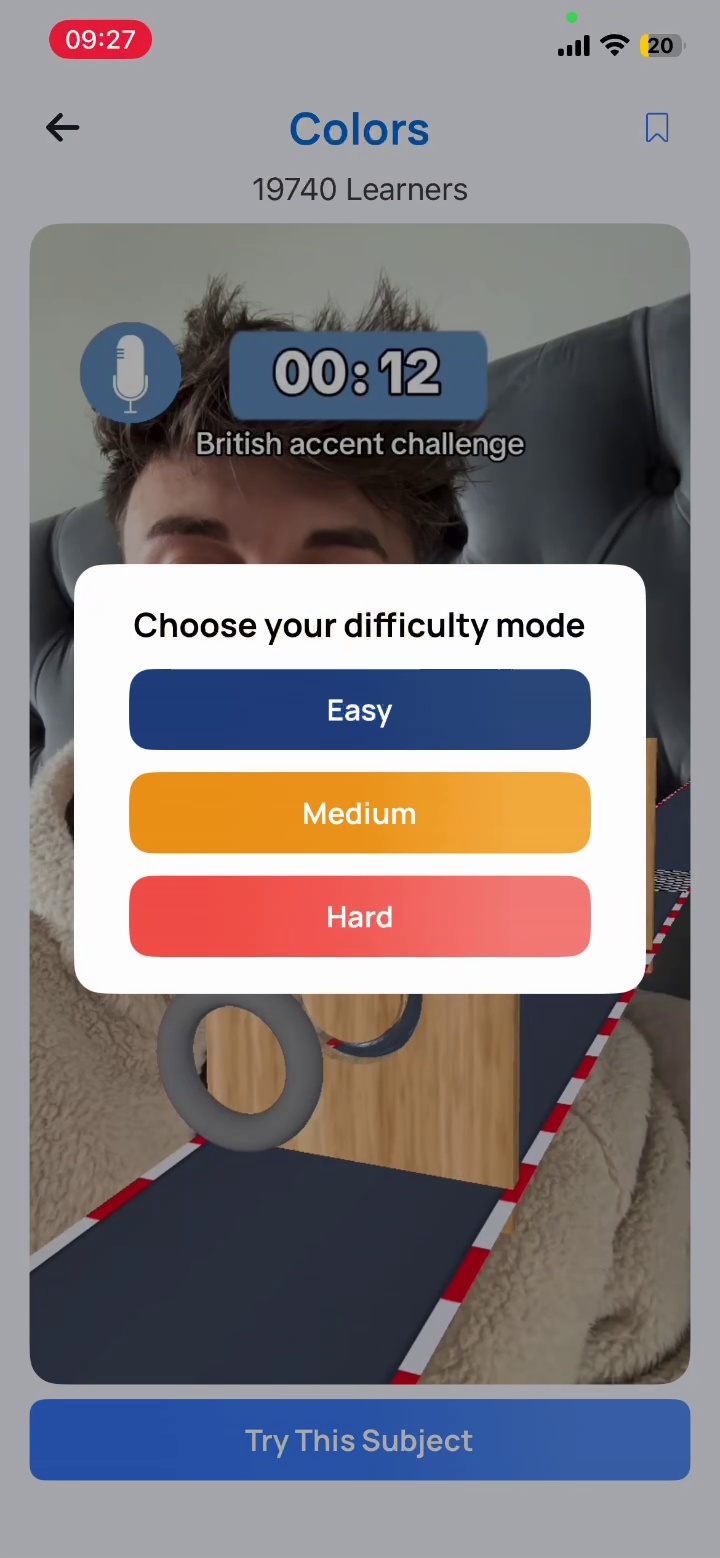 09:27
20
Colors
19740 Learners
00:12
British accent challenge
Choose your difficulty mode
Easy
Medium
Hard
Try This Subject